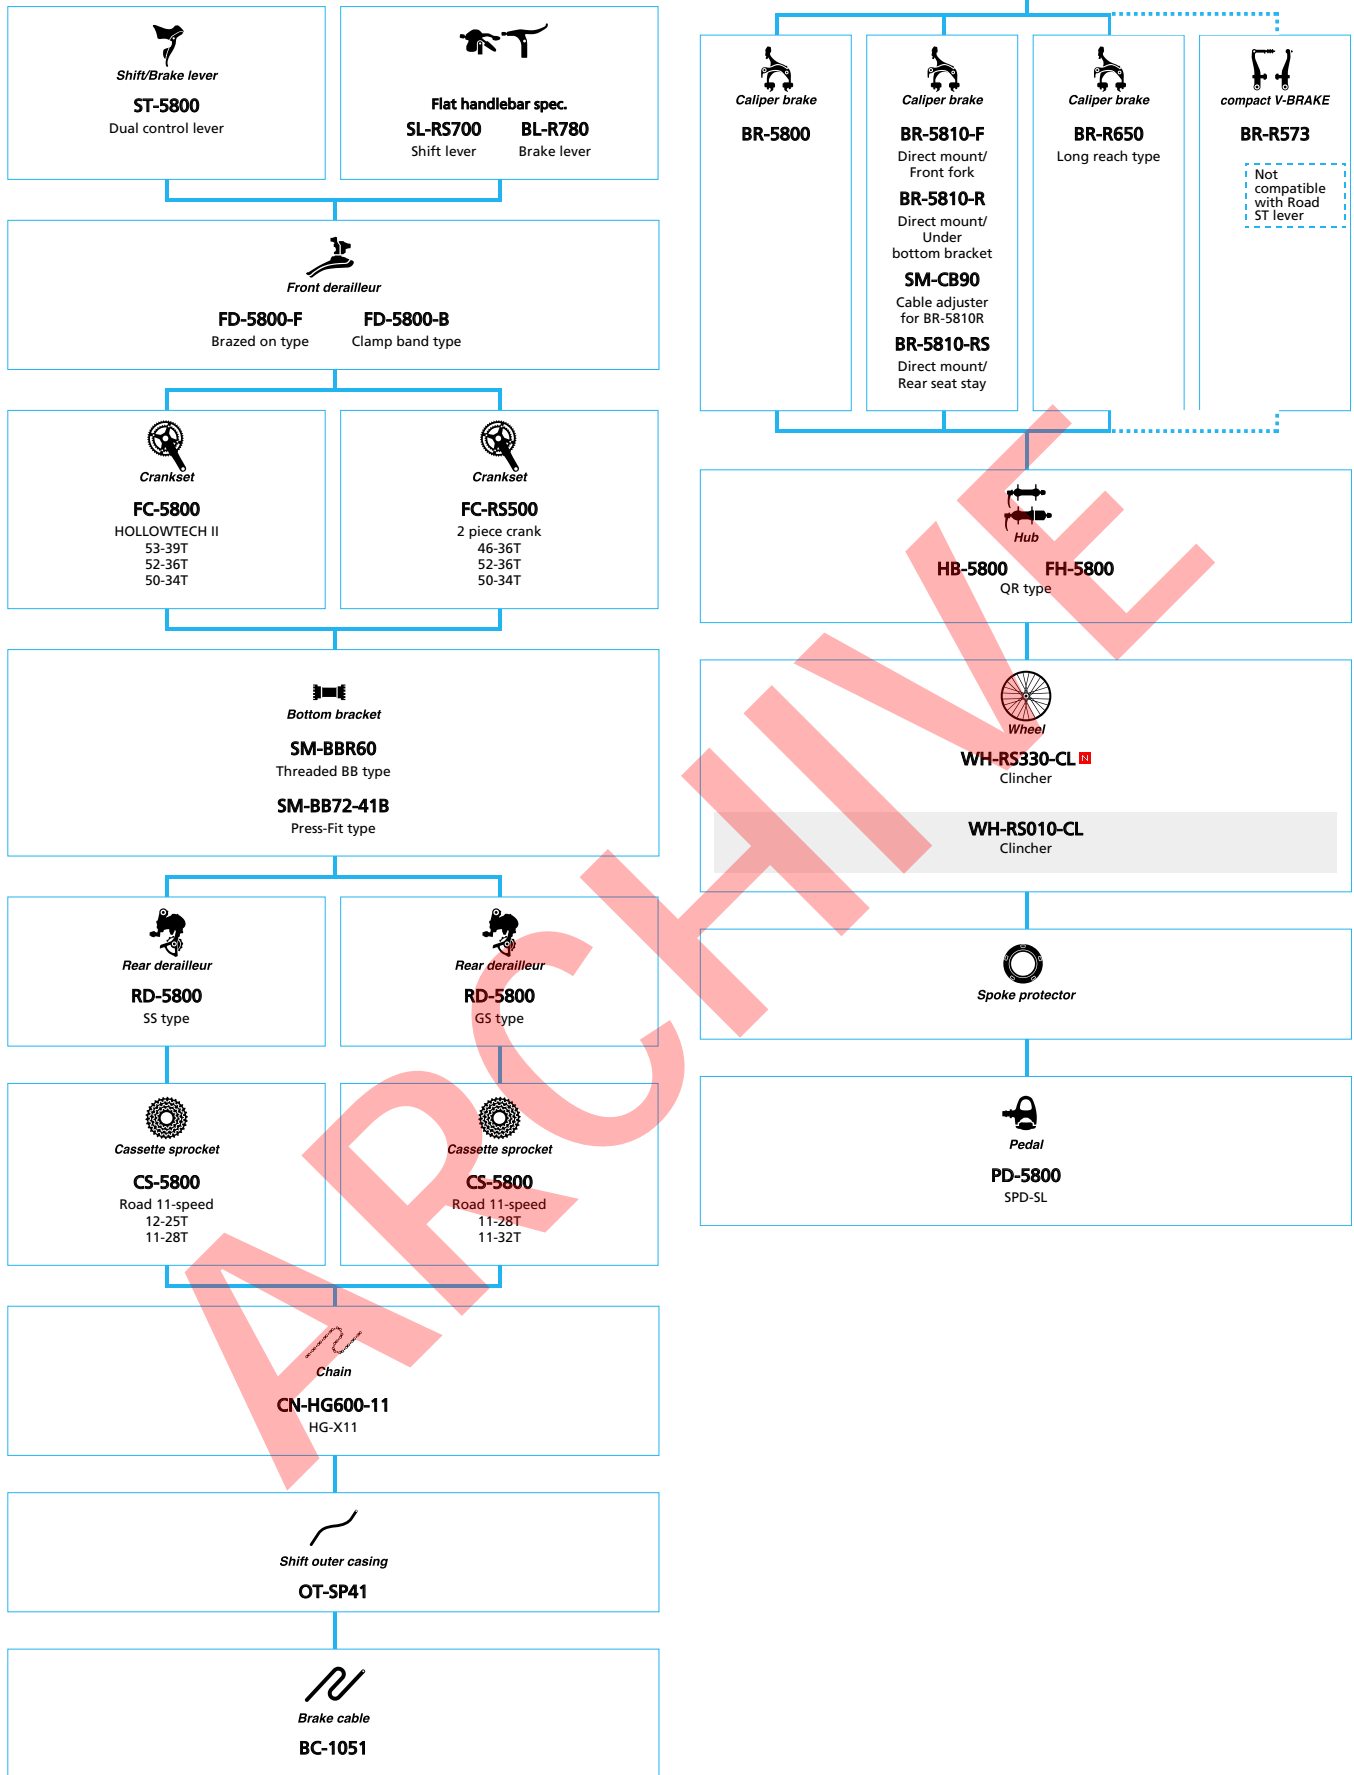 Shift/Brake lever
ST-5800
Dual control lever
Flat handlebar spec.
SL-RS700 BL-R780
Shift lever Brake lever
Front derailleur
FD-5800-F FD-5800-B
Brazed on type Clamp band type
Crankset
FC-5800
HOLLOWTECH II
53-39T
52-36T
50-34T
Crankset
FC-RS500
2 piece crank
46-36T
52-36T
50-34T
Bottom bracket
SM-BBR60
Threaded BB type
SM-BB72-41B
Press-Fit type
Rear derailleur
RD-5800
SS type
Rear derailleur
RD-5800
GS type
Cassette sprocket
CS-5800
Road 11-speed
12-25T
11-28T
Cassette sprocket
CS-5800
Road 11-speed
11-28T
11-32T
Chain
CN-HG600-11
HG-X11
Shift outer casing
OT-SP41
Brake cable
BC-1051
Caliper brake
BR-5800
Caliper brake
BR-5810-F
Direct mount/
Front fork
BR-5810-R
Direct mount/
Under
bottom bracket
SM-CB90
Cable adjuster
for BR-5810R
BR-5810-RS
Direct mount/
Rear seat stay
Caliper brake
BR-R650
Long reach type
compact V-BRAKE
BR-R573
Not
compatible
with Road
ST lever
Hub
HB-5800 FH-5800
QR type
Wheel
WH-RS330-CL N
Clincher
WH-RS010-CL
Clincher
Spoke protector
Pedal
PD-5800
SPD-SL
ARCHIVE